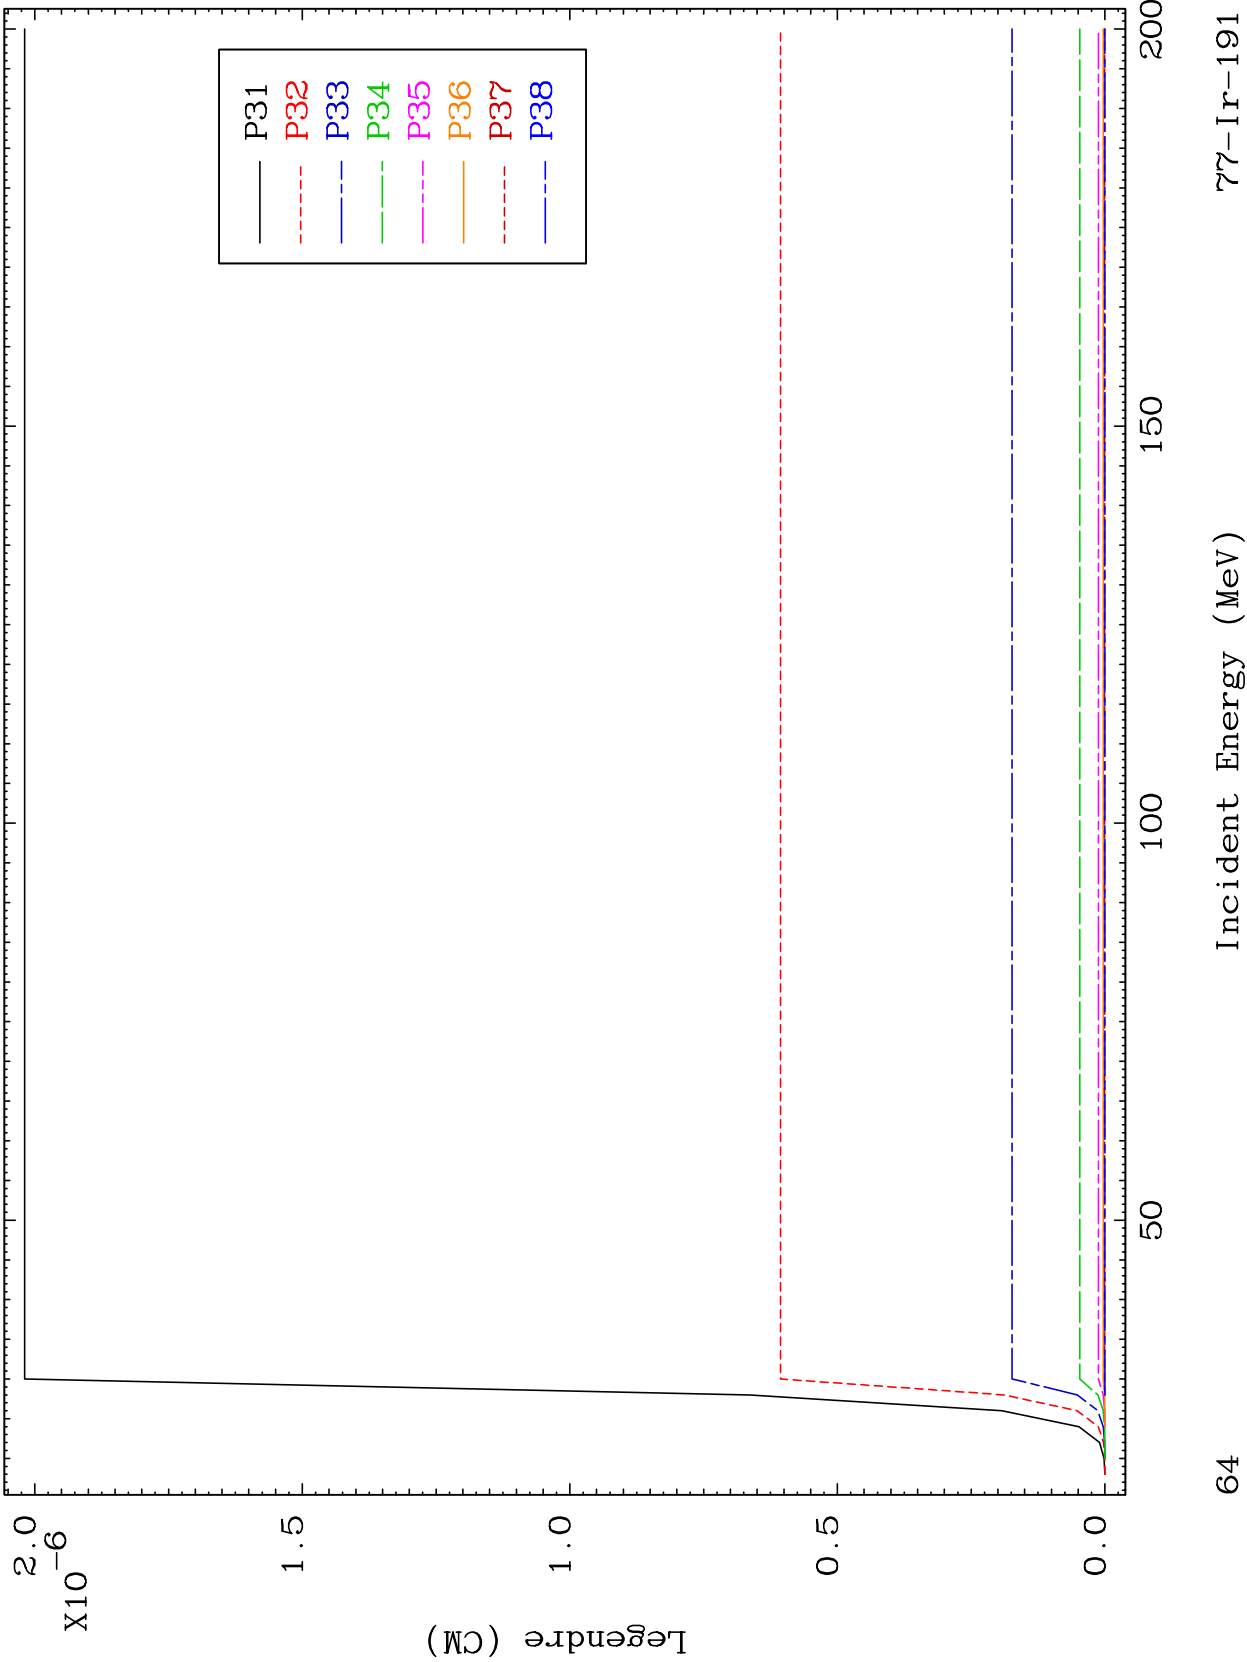 P31
P32
P33
P34
P35
P36
P37
P38
2.0
X10-6
1.5
1.0
0.5
0.0
Legendre (CM)
50
100
150
200
64
Incident Energy (MeV)
77-Ir-191